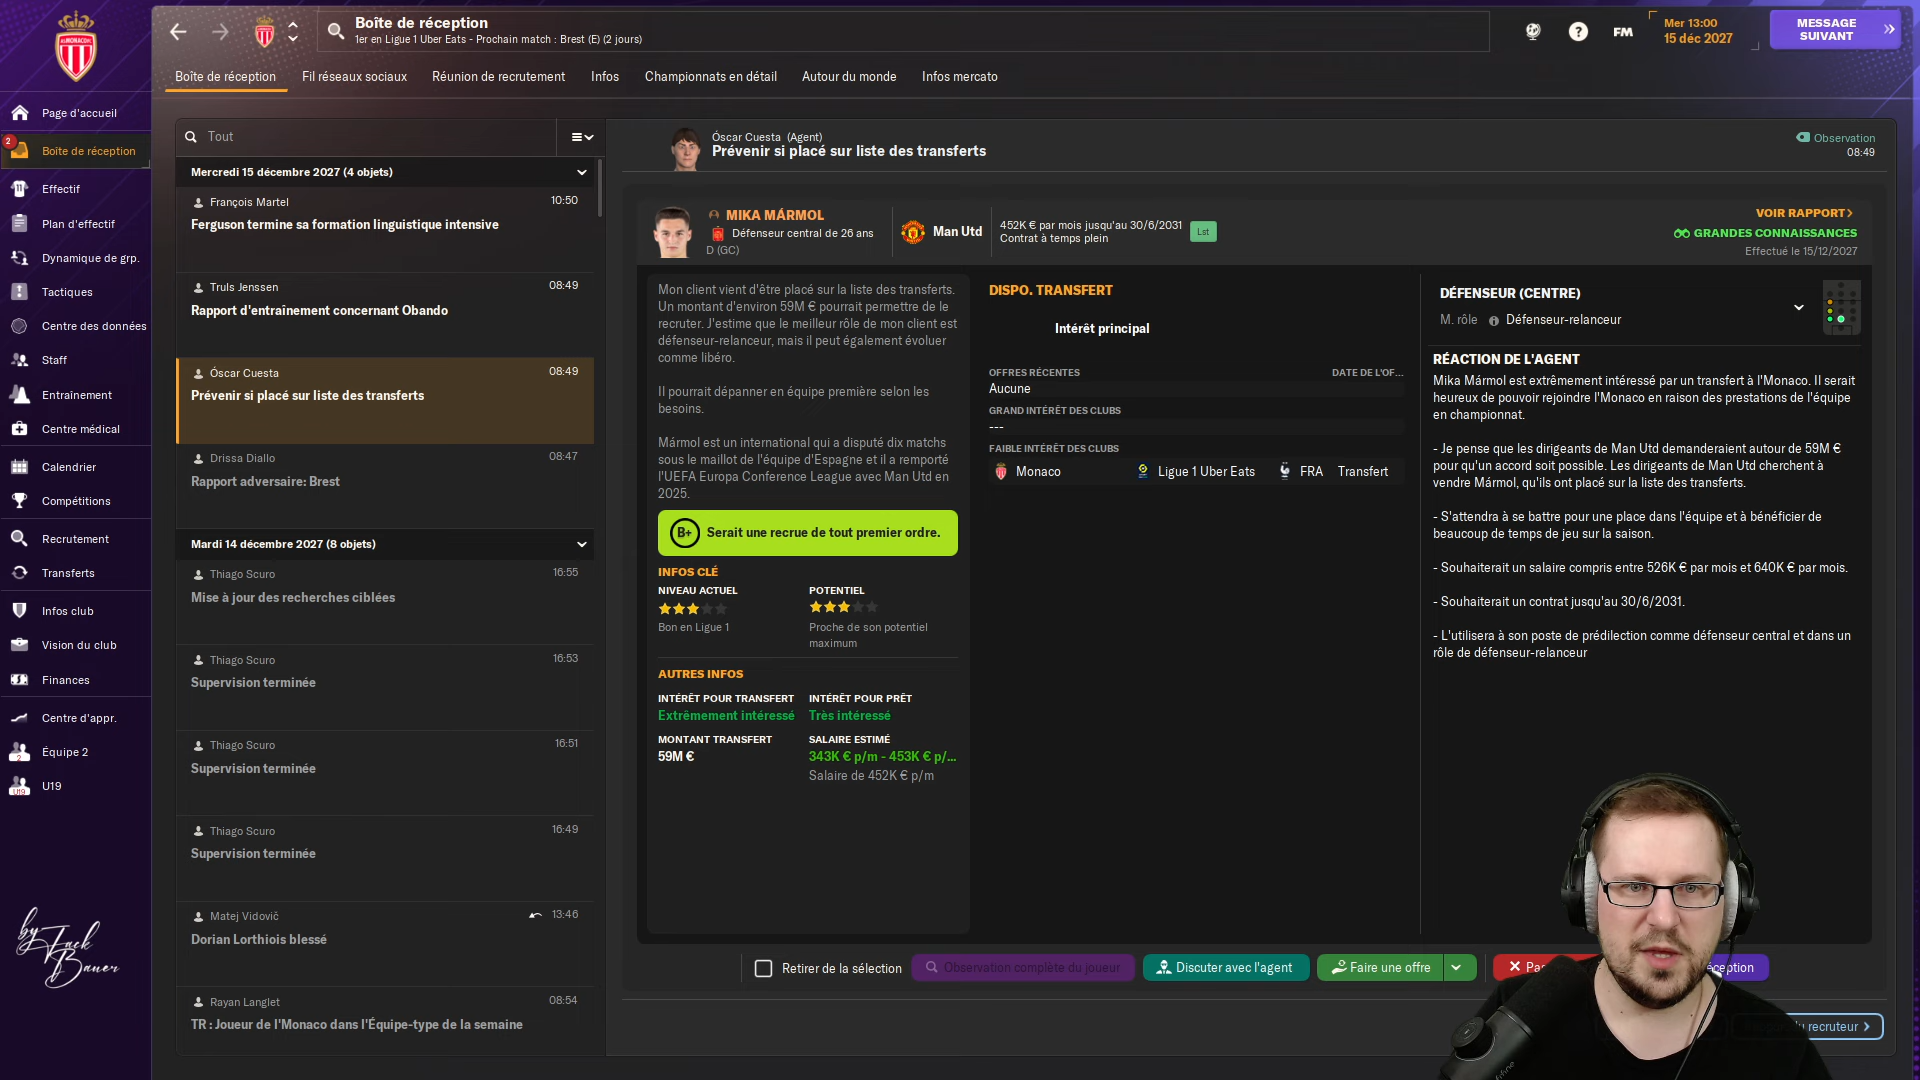 Boîte de réception
1er en Ligue 1 Uber Eats - Prochain match : Brest (E) (2 jours)
FM
Mer 13:00
15 déc 2027
MESSAGE
SUIVANT
Boîte de réception
Fil réseaux sociaux
Réunion de recrutement
Infos
Championnats en détail
Autour du monde
Infos mercato
Page d'accueil
2
Boîte de réception
Effectif
Plan d'effectif
Dynamique de grp.
Tactiques
Centre des données
Staff
Entraînement
Centre médical
Calendrier
Compétitions
Recrutement
Transferts
Infos club
Vision du club
Finances
Centre d'appr.
Équipe 2
U19
by Jack
Bauer
Tout
Mercredi 15 décembre 2027 (4 objets)
François Martel 10:50
Ferguson termine sa formation linguistique intensive
Truls Jenssen 08:49
Rapport d'entraînement concernant Obando
Óscar Cuesta 08:49
Prévenir si placé sur liste des transferts
Drissa Diallo 08:47
Rapport adversaire: Brest
Mardi 14 décembre 2027 (8 objets)
Thiago Scuro 16:55
Mise à jour des recherches ciblées
Thiago Scuro 16:53
Supervision terminée
Thiago Scuro 16:51
Supervision terminée
Thiago Scuro 16:49
Supervision terminée
Matej Vidovič 13:46
Dorian Lorthiois blessé
Rayan Langlet 08:54
TR : Joueur de l'Monaco dans l'Équipe-type de la semaine
Óscar Cuesta (Agent)
Prévenir si placé sur liste des transferts
Observation
08:49
MIKA MÁRMOL
Défenseur central de 26 ans
D (GC)
Man Utd
452K € par mois jusqu'au 30/6/2031
Contrat à temps plein
Lst
VOIR RAPPORT
GRANDES CONNAISSANCES
Effectué le 15/12/2027
Mon client vient d'être placé sur la liste des transferts.
Un montant d'environ 59M € pourrait permettre de le
recruter. J'estime que le meilleur rôle de mon client est
défenseur-relanceur, mais il peut également évoluer
comme libéro.
Il pourrait dépanner en équipe première selon les
besoins.
Mármol est un international qui a disputé dix matchs
sous le maillot de l'équipe d'Espagne et il a remporté
l'UEFA Europa Conference League avec Man Utd en
2025.
B+ Serait une recrue de tout premier ordre.
INFOS CLÉ
NIVEAU ACTUEL
Bon en Ligue 1
POTENTIEL
Proche de son potentiel
maximum
AUTRES INFOS
INTÉRÊT POUR TRANSFERT
Extrêmement intéressé
INTÉRÊT POUR PRÊT
Très intéressé
MONTANT TRANSFERT
59M €
SALAIRE ESTIMÉ
343K € p/m - 453K € p/...
Salaire de 452K € p/m
DISPO. TRANSFERT
Intérêt principal
OFFRES RÉCENTES DATE DE L'OF...
Aucune
GRAND INTÉRÊT DES CLUBS
---
FAIBLE INTÉRÊT DES CLUBS
Monaco Ligue 1 Uber Eats FRA Transfert
DÉFENSEUR (CENTRE)
M. rôle Défenseur-relanceur
RÉACTION DE L'AGENT
Mika Mármol est extrêmement intéressé par un transfert à l'Monaco. Il serait
heureux de pouvoir rejoindre l'Monaco en raison des prestations de l'équipe
en championnat.
- Je pense que les dirigeants de Man Utd demanderaient autour de 59M €
pour qu'un accord soit possible. Les dirigeants de Man Utd cherchent à
vendre Mármol, qu'ils ont placé sur la liste des transferts.
- S'attendra à se battre pour une place dans l'équipe et à bénéficier de
beaucoup de temps de jeu sur la saison.
- Souhaiterait un salaire compris entre 526K € par mois et 640K € par mois.
- Souhaiterait un contrat jusqu'au 30/6/2031.
- L'utilisera à son poste de prédilection comme défenseur central et dans un
rôle de défenseur-relanceur
Retirer de la sélection
Observation complète du joueur
Discuter avec l'agent
Faire une offre
recruteur